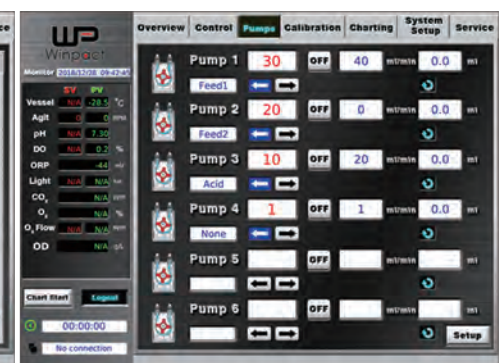 ce
Overview Control Pumps Calibration Charting System Setup Service
WP
Winpact
Monitor 2018/12/28 09:42:45
SV PV
Vessel N/A -28.5 °C
Agit 0 0 RPM
pH N/A 7.30
DO N/A 0.2 %
ORP -44 mV
Light N/A N/A
CO₂ N/A
O₂ N/A %
O₂ Flow N/A N/A
OD N/A
Chart Start Logout
00:00:00
No connection
Pump 1 30 OFF 40 ml/min 0.0 ml
Feed1
Pump 2 20 OFF 0 ml/min 0.0 ml
Feed2
Pump 3 10 OFF 20 ml/min 0.0 ml
Acid
Pump 4 1 OFF 1 ml/min 0.0 ml
None
Pump 5 OFF ml/min ml
Pump 6 OFF ml/min ml
Setup